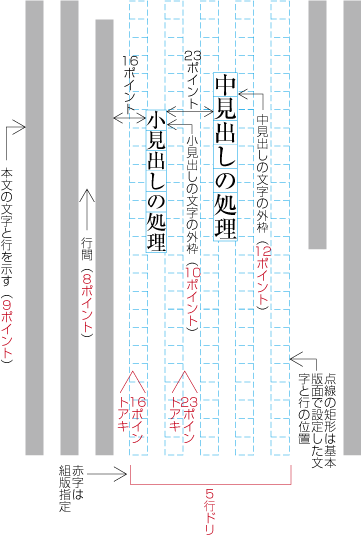 点線の矩形は基本
版面で設定した文
字と行の位置
中見出しの文字の外枠（12ポイント）
中見出しの処理
23ポイント
小見出しの文字の外枠（10ポイント）
小見出しの処理
16ポイント
行間（8ポイント）
本文の文字と行を示す（9ポイント）
23ポイン
トアキ
16ポイン
トアキ
5行ドリ
赤字は
組版指定